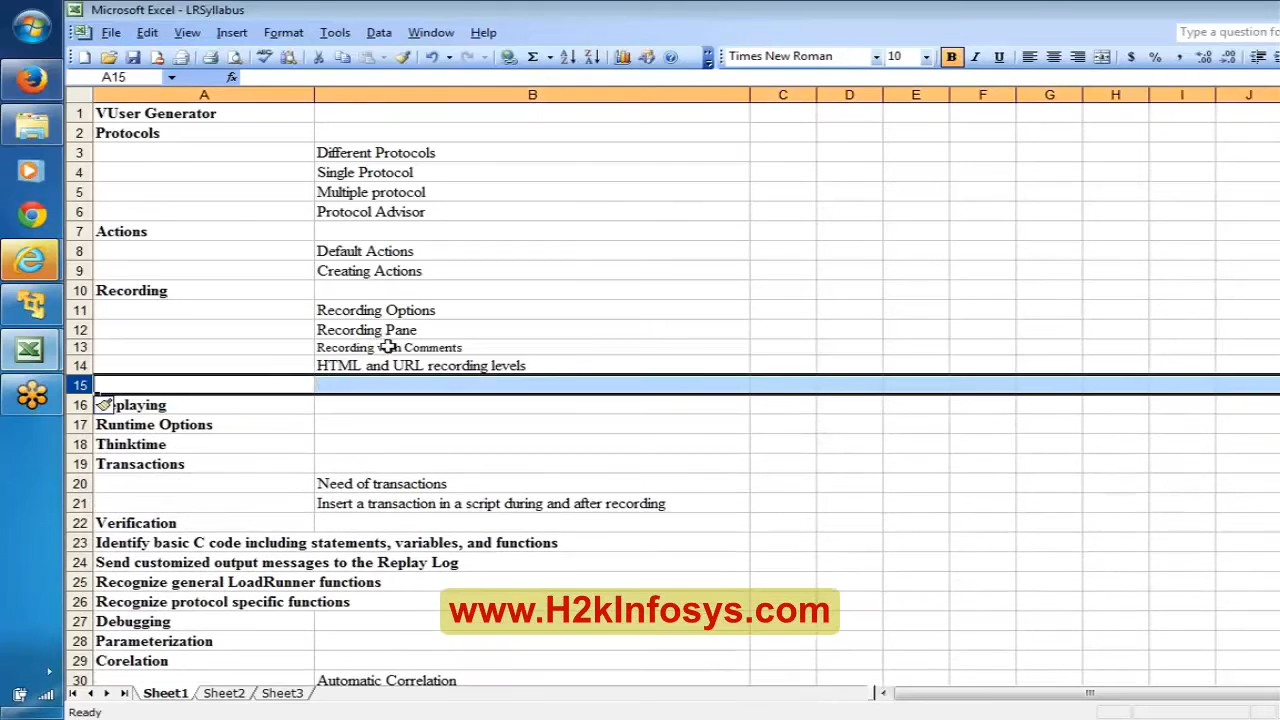 Microsoft Excel - LRSyllabus
File Edit View Insert Format Tools Data Window Help
Type a question for
Times New Roman 10 B I U $ % ,
A15 fx
A B C D E F G H I J
1 VUser Generator
2 Protocols
3 Different Protocols
4 Single Protocol
5 Multiple protocol
6 Protocol Advisor
7 Actions
8 Default Actions
9 Creating Actions
10 Recording
11 Recording Options
12 Recording Pane
13 Recording Comments
14 HTML and URL recording levels
15
16 playing
17 Runtime Options
18 Thinktime
19 Transactions
20 Need of transactions
21 Insert a transaction in a script during and after recording
22 Verification
23 Identify basic C code including statements, variables, and functions
24 Send customized output messages to the Replay Log
25 Recognize general LoadRunner functions
26 Recognize protocol specific functions
www.H2kInfosys.com
27 Debugging
28 Parameterization
29 Corelation
30 Automatic Correlation
Sheet1 Sheet2 Sheet3
Ready